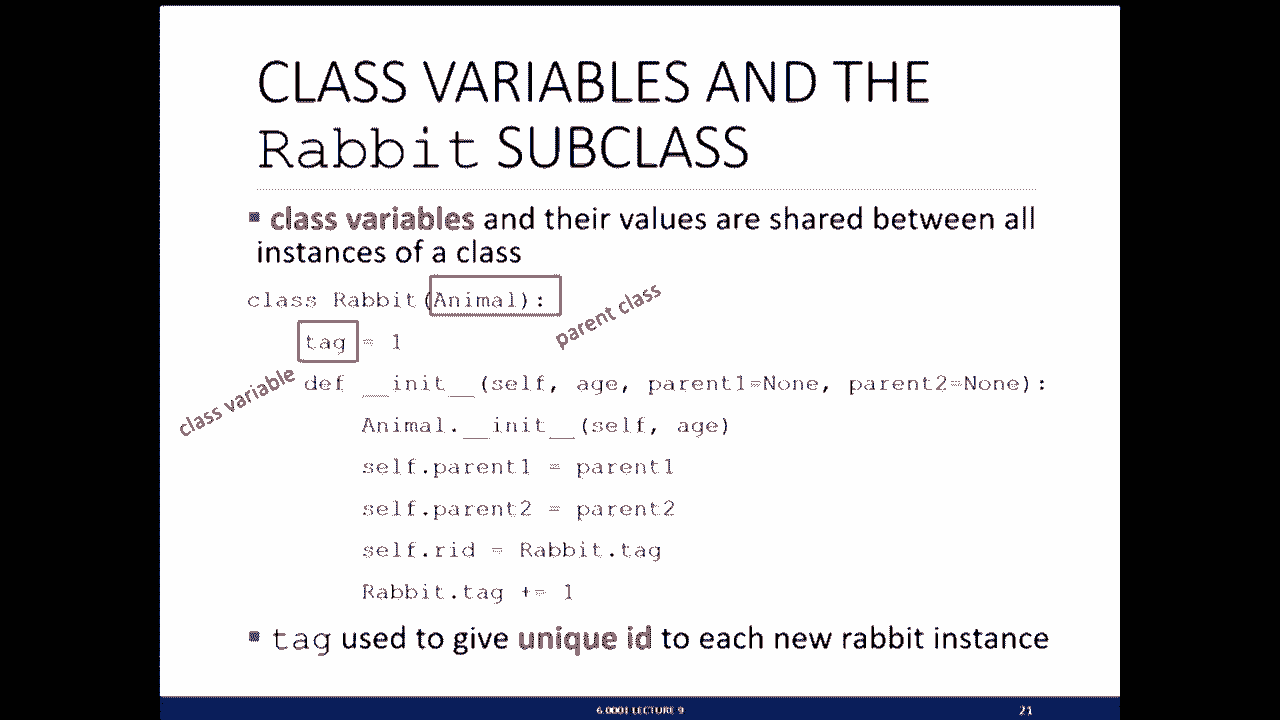 CLASS VARIABLES AND THE
Rabbit SUBCLASS
▪ class variables and their values are shared between all
instances of a class
class Rabbit(Animal):
parent class
tag = 1
class variable
def __init__(self, age, parent1=None, parent2=None):
Animal.__init__(self, age)
self.parent1 = parent1
self.parent2 = parent2
self.rid = Rabbit.tag
Rabbit.tag += 1
▪ tag used to give unique id to each new rabbit instance
6.0001 LECTURE 9
21